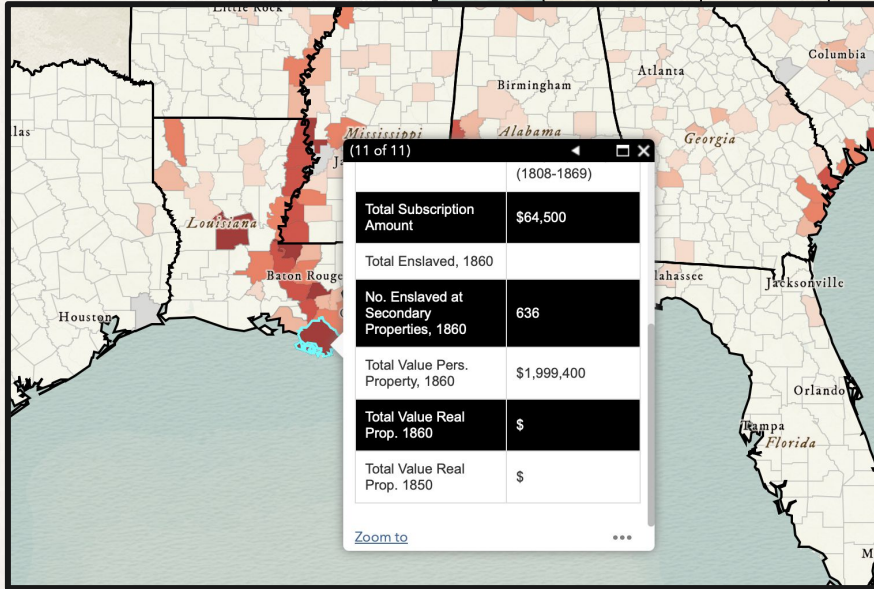 Little Rock
Columbia
Atlanta
Birmingham
las
Mississippi
Alabama
Georgia
(11 of 11)
(1808-1869)
Total Subscription
Amount
$64,500
Louisiana
Total Enslaved, 1860
Baton Rouge
lahassee
Jacksonville
No. Enslaved at
Secondary
Properties, 1860
636
Houston
Total Value Pers.
Property, 1860
$1,999,400
Orlando
Total Value Real
Prop. 1860
$
Tampa
Florida
Total Value Real
Prop. 1850
$
Zoom to
M